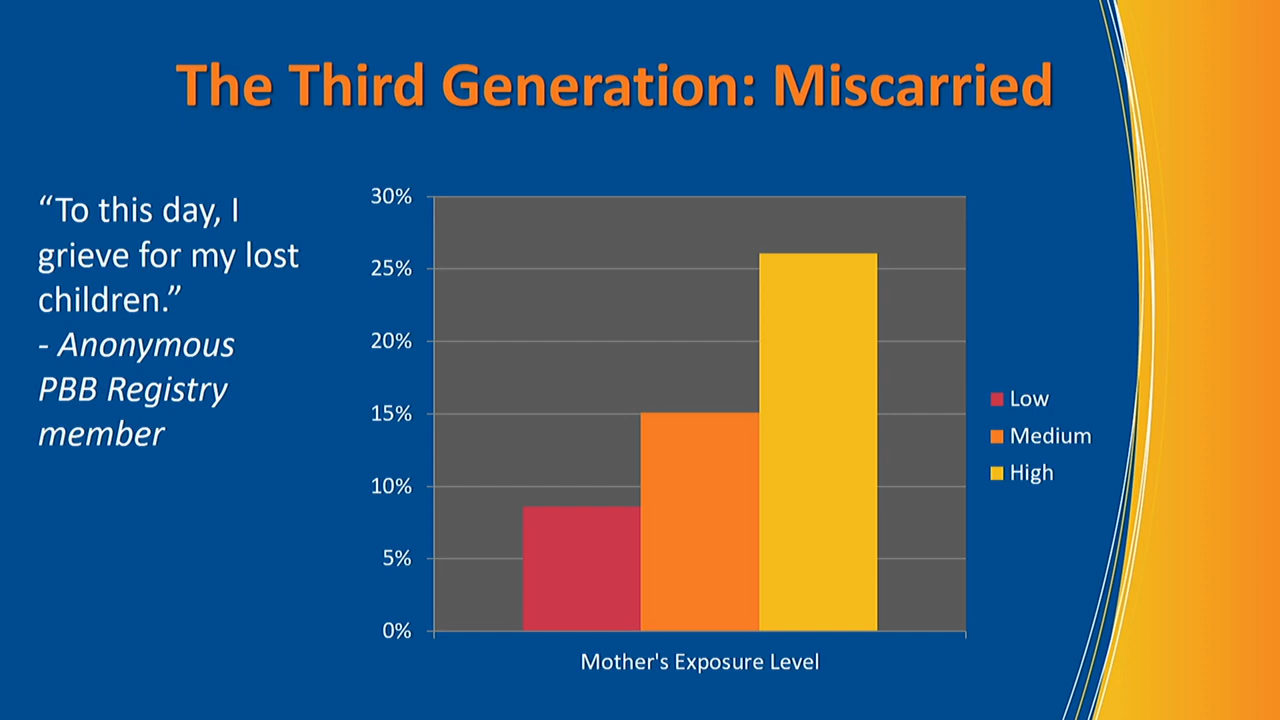 The Third Generation: Miscarried
“To this day, I
grieve for my lost
children.”
- Anonymous
PBB Registry
member
30%
25%
20%
15%
10%
5%
0%
Mother's Exposure Level
Low
Medium
High